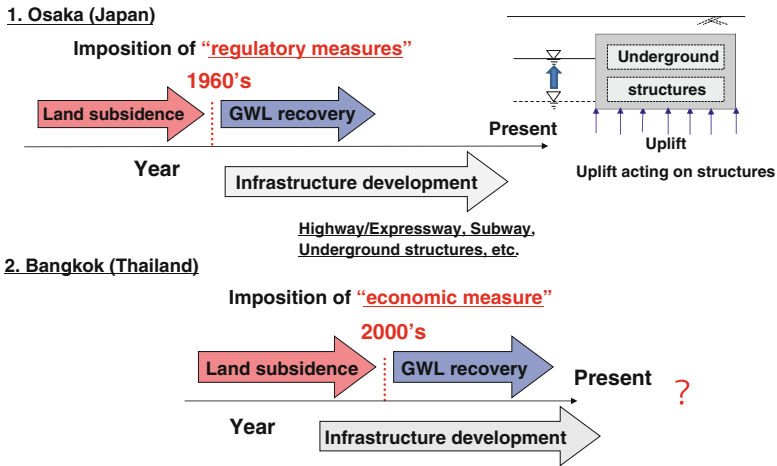 1. Osaka (Japan)
Imposition of “regulatory measures”
1960's
Land subsidence
GWL recovery
Present
Year
Infrastructure development
Highway/Expressway, Subway,
Underground structures, etc.
Underground
structures
Uplift
Uplift acting on structures
2. Bangkok (Thailand)
Imposition of “economic measure”
2000's
Land subsidence
GWL recovery
Present
?
Year
Infrastructure development